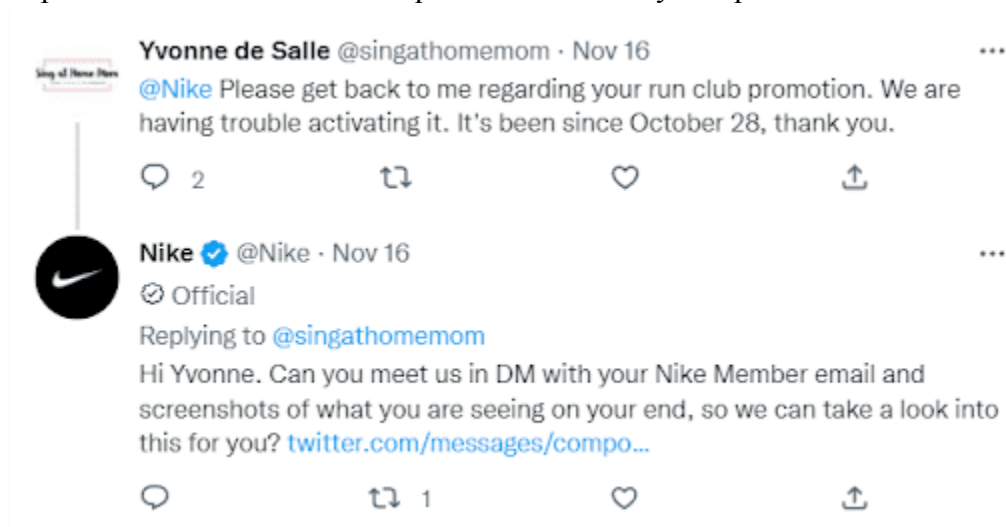 Yvonne de Salle @singathomemom · Nov 16
@Nike Please get back to me regarding your run club promotion. We are
having trouble activating it. It's been since October 28, thank you.
2
Nike @Nike · Nov 16
Official
Replying to @singathomemom
Hi Yvonne. Can you meet us in DM with your Nike Member email and
screenshots of what you are seeing on your end, so we can take a look into
this for you? twitter.com/messages/compo...
1